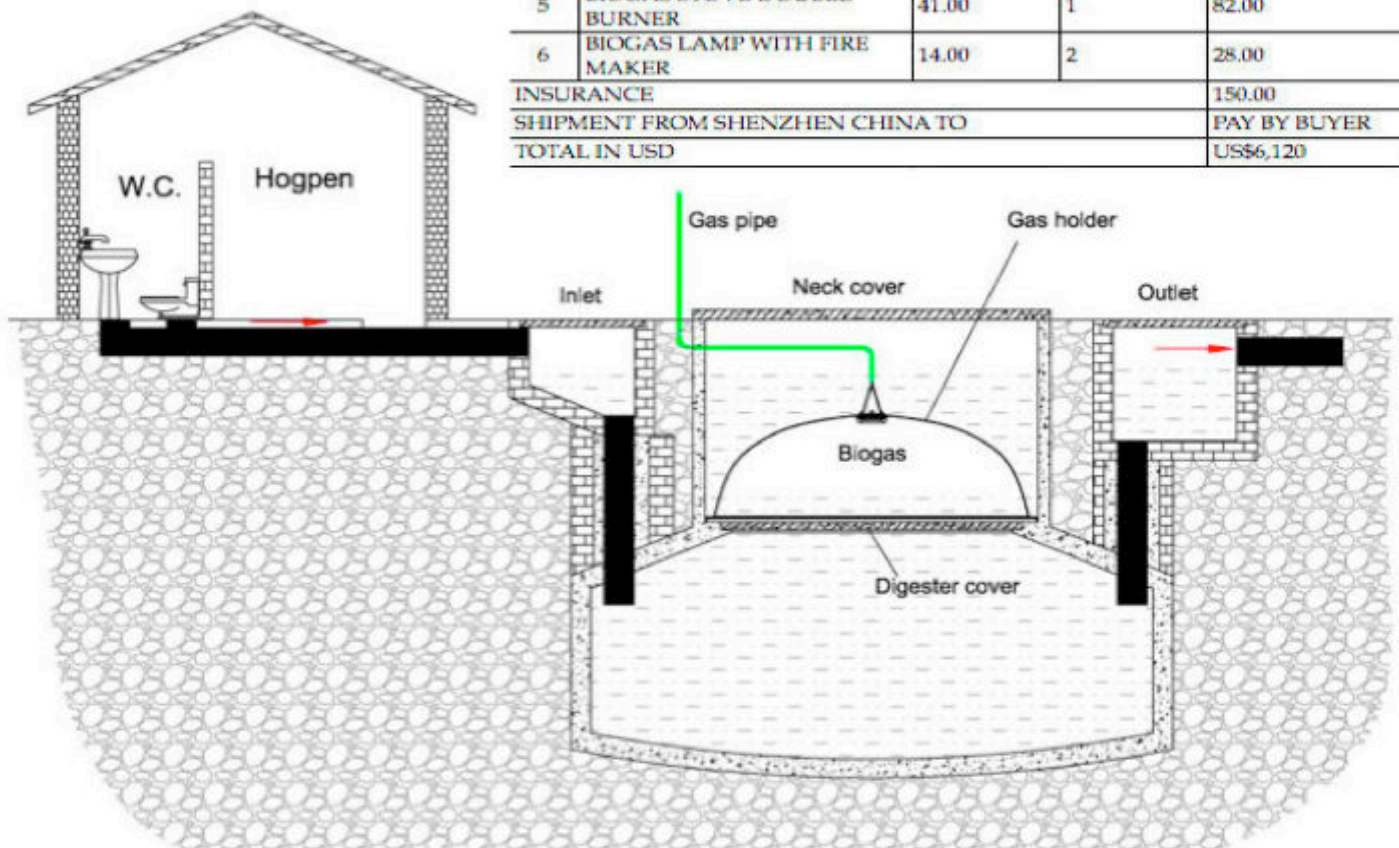 5 41.00 1 82.00
BURNER
6 BIOGAS LAMP WITH FIRE MAKER 14.00 2 28.00
INSURANCE 150.00
SHIPMENT FROM SHENZHEN CHINA TO PAY BY BUYER
TOTAL IN USD US$6,120
W.C.
Hogpen
Gas pipe
Gas holder
Inlet
Neck cover
Outlet
Biogas
Digester cover